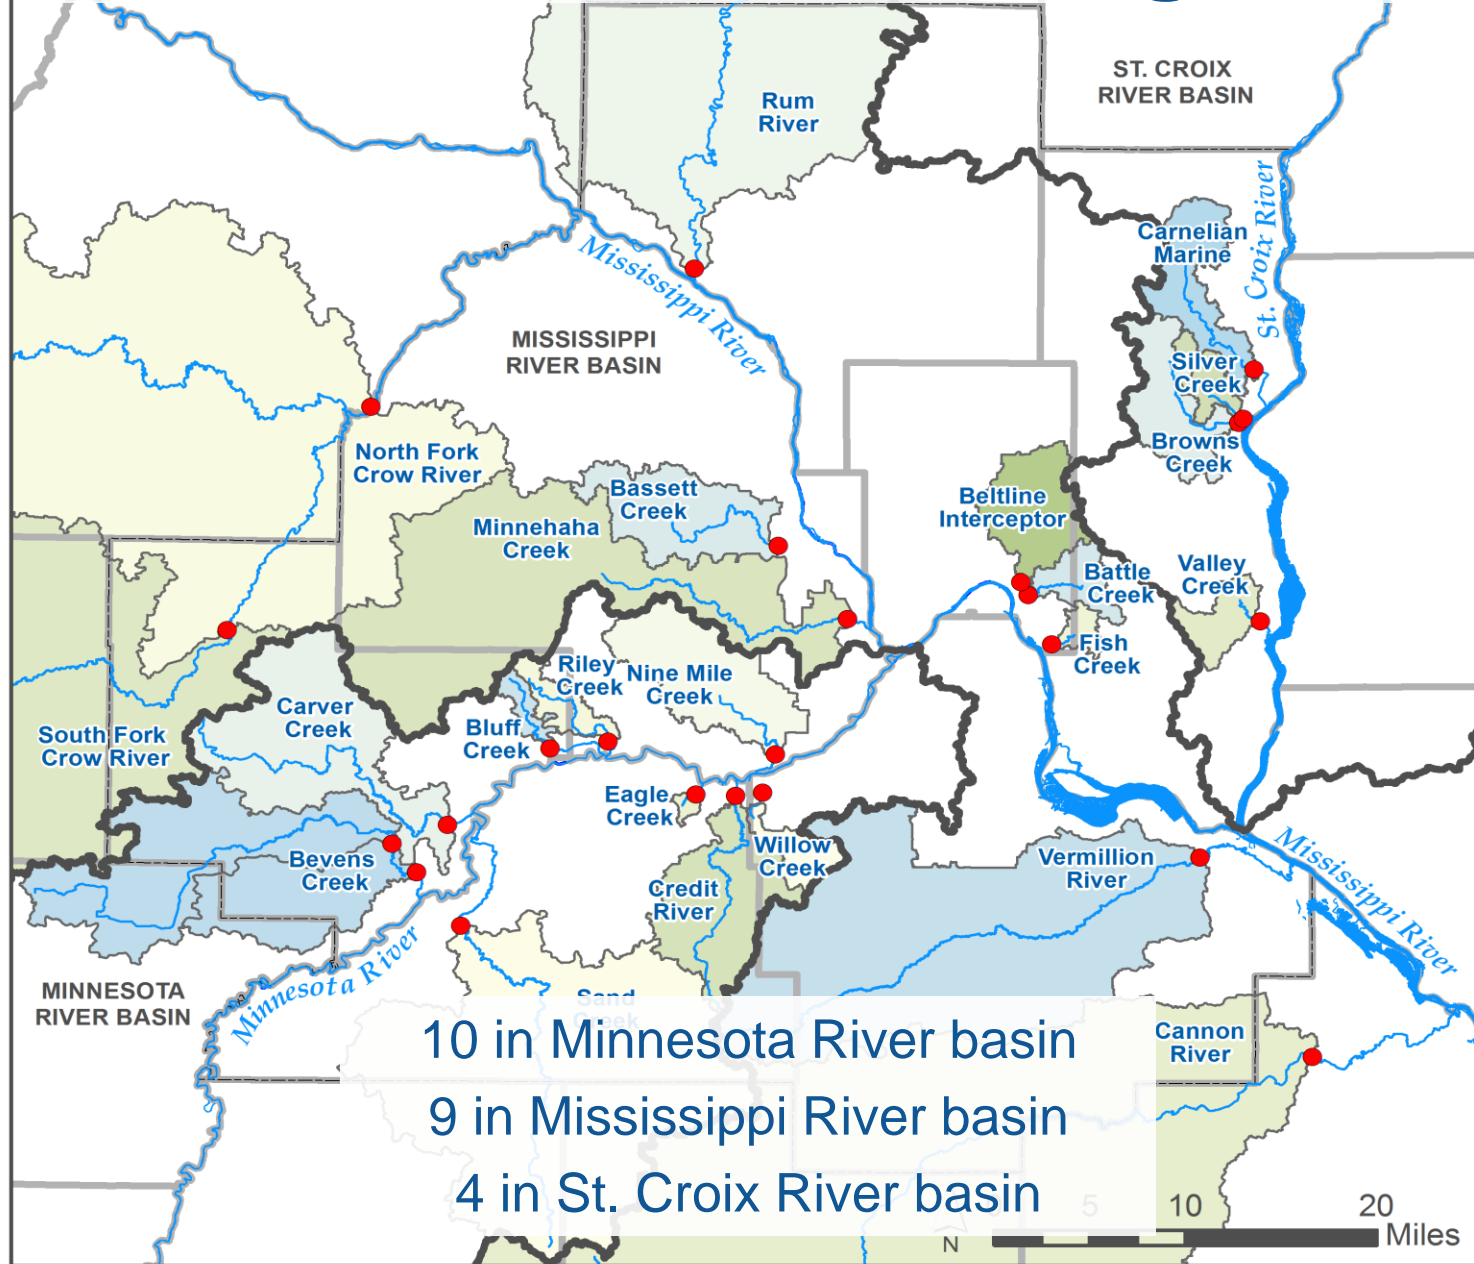 ST. CROIX
RIVER BASIN
Rum
River
St. Croix River
Carnelian
Marine
Mississippi River
MISSISSIPPI
RIVER BASIN
Silver
Creek
Browns
Creek
North Fork
Crow River
Bassett
Creek
Beltline
Interceptor
Minnehaha
Creek
Battle
Creek
Valley
Creek
Fish
Creek
Riley
Creek
Nine Mile
Creek
Carver
Creek
South Fork
Crow River
Bluff
Creek
Eagle
Creek
Willow
Creek
Bevens
Creek
Credit
River
Vermillion
River
Mississippi River
Minnesota River
MINNESOTA
RIVER BASIN
Sand
Creek
Cannon
River
10 in Minnesota River basin
9 in Mississippi River basin
4 in St. Croix River basin
5 10 20
Miles
N